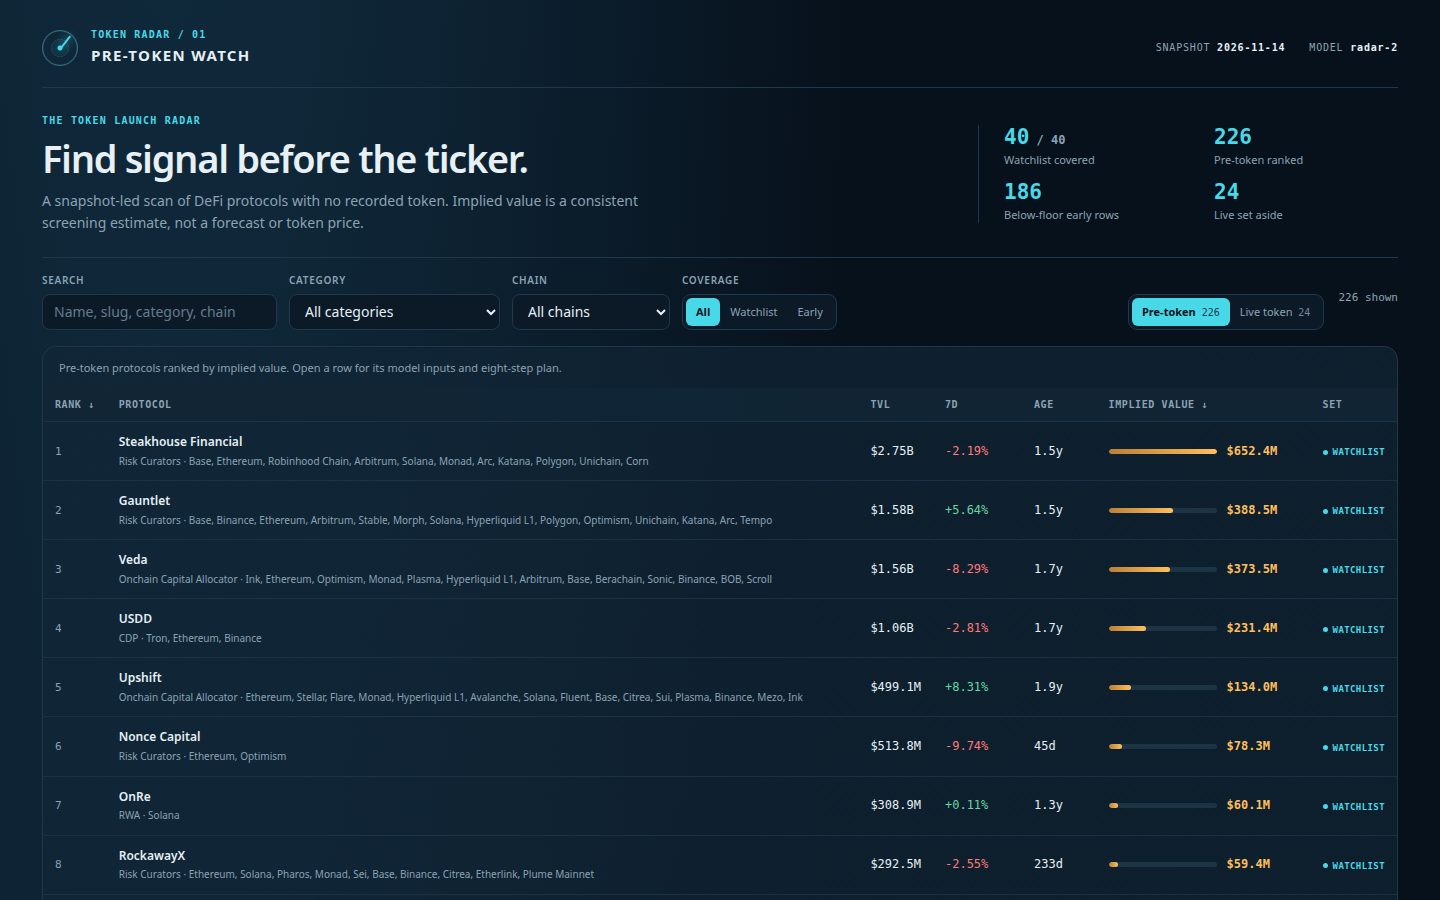 TOKEN RADAR / 01
PRE-TOKEN WATCH
SNAPSHOT 2026-11-14 MODEL radar-2
THE TOKEN LAUNCH RADAR
Find signal before the ticker.
A snapshot-led scan of DeFi protocols with no recorded token. Implied value is a consistent
screening estimate, not a forecast or token price.
40 / 40
Watchlist covered
226
Pre-token ranked
186
Below-floor early rows
24
Live set aside
SEARCH
Name, slug, category, chain
CATEGORY
All categories
CHAIN
All chains
COVERAGE
All Watchlist Early
Pre-token 226 Live token 24
226 shown
Pre-token protocols ranked by implied value. Open a row for its model inputs and eight-step plan.
RANK ↓ PROTOCOL TVL 7D AGE IMPLIED VALUE ↓ SET
1 Steakhouse Financial $2.75B -2.19% 1.5y $652.4M WATCHLIST
Risk Curators · Base, Ethereum, Robinhood Chain, Arbitrum, Solana, Monad, Arc, Katana, Polygon, Unichain, Corn
2 Gauntlet $1.58B +5.64% 1.5y $388.5M WATCHLIST
Risk Curators · Base, Binance, Ethereum, Arbitrum, Stable, Morph, Solana, Hyperliquid L1, Polygon, Optimism, Unichain, Katana, Arc, Tempo
3 Veda $1.56B -8.29% 1.7y $373.5M WATCHLIST
Onchain Capital Allocator · Ink, Ethereum, Optimism, Monad, Plasma, Hyperliquid L1, Arbitrum, Base, Berachain, Sonic, Binance, BOB, Scroll
4 USDD $1.06B -2.81% 1.7y $231.4M WATCHLIST
CDP · Tron, Ethereum, Binance
5 Upshift $499.1M +8.31% 1.9y $134.0M WATCHLIST
Onchain Capital Allocator · Ethereum, Stellar, Flare, Monad, Hyperliquid L1, Avalanche, Solana, Fluent, Base, Citrea, Sui, Plasma, Binance, Mezo, Ink
6 Nonce Capital $513.8M -9.74% 45d $78.3M WATCHLIST
Risk Curators · Ethereum, Optimism
7 OnRe $308.9M +0.11% 1.3y $60.1M WATCHLIST
RWA · Solana
8 RockawayX $292.5M -2.55% 233d $59.4M WATCHLIST
Risk Curators · Ethereum, Solana, Pharos, Monad, Sei, Base, Binance, Citrea, Etherlink, Plume Mainnet